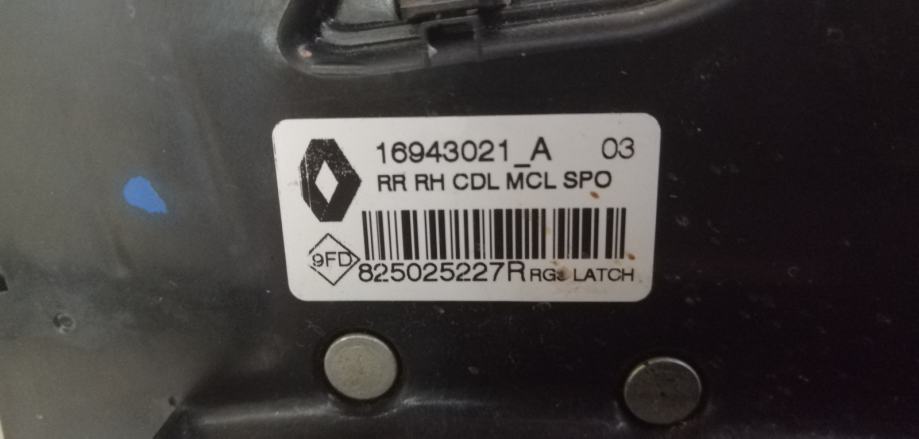 16943021_A 03
RR RH CDL MCL SPO
9FD
825025227R LATCH